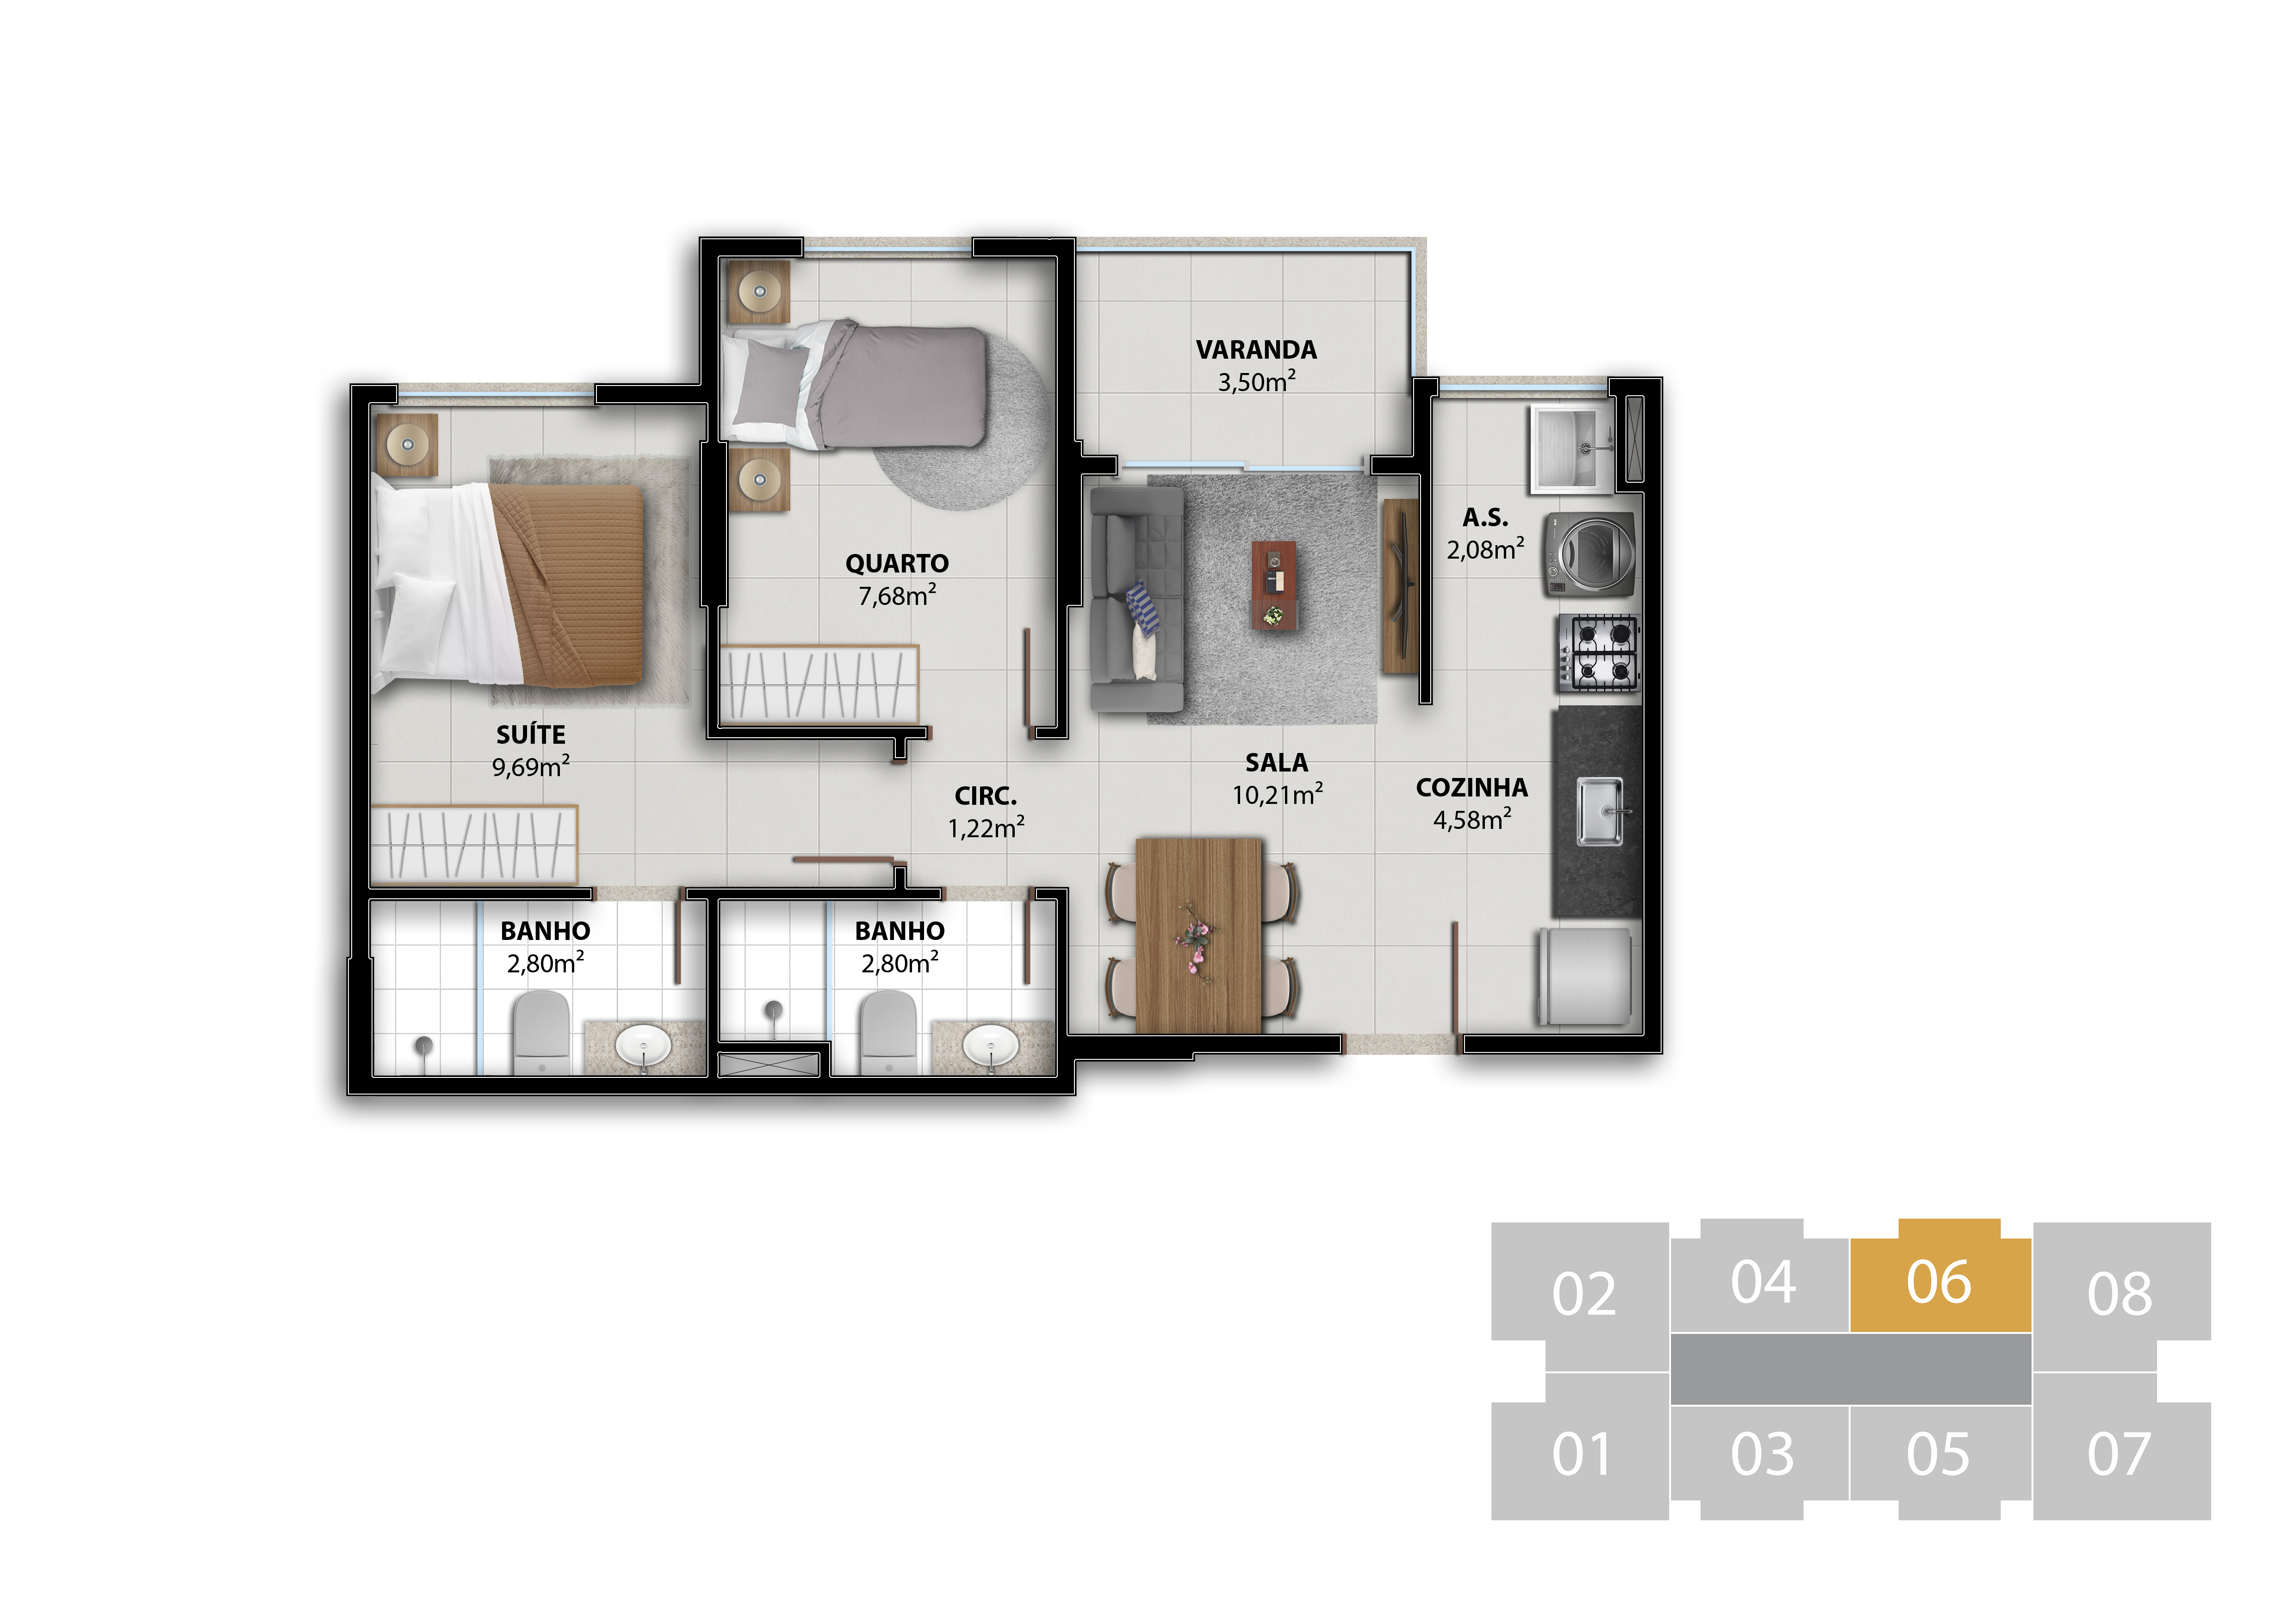 VARANDA
3,50m²
A.S.
2,08m²
QUARTO
7,68m²
SUÍTE
9,69m²
SALA
10,21m²
COZINHA
4,58m²
CIRC.
1,22m²
BANHO
2,80m²
BANHO
2,80m²
02
04
06
08
01
03
05
07